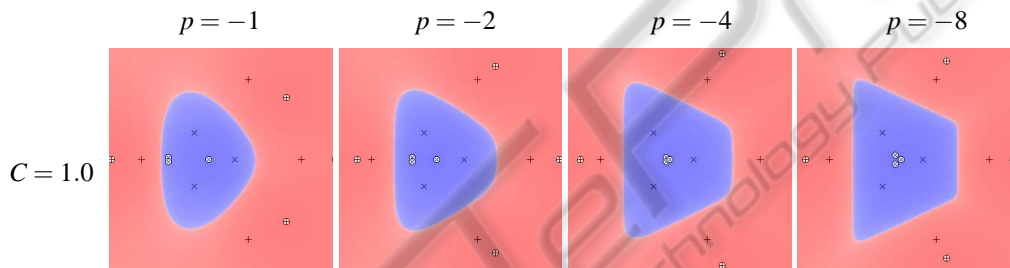 p = −1 p = −2 p = −4 p = −8
C = 1.0